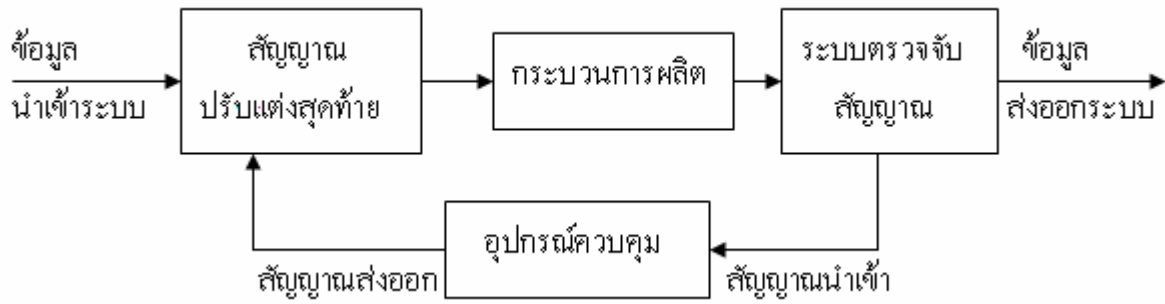 ข้อมูล
นำเข้าระบบ
สัญญาณ
ปรับแต่งสุดท้าย
กระบวนการผลิต
ระบบตรวจจับ
สัญญาณ
ข้อมูล
ส่งออกระบบ
อุปกรณ์ควบคุม
สัญญาณส่งออก
สัญญาณนำเข้า